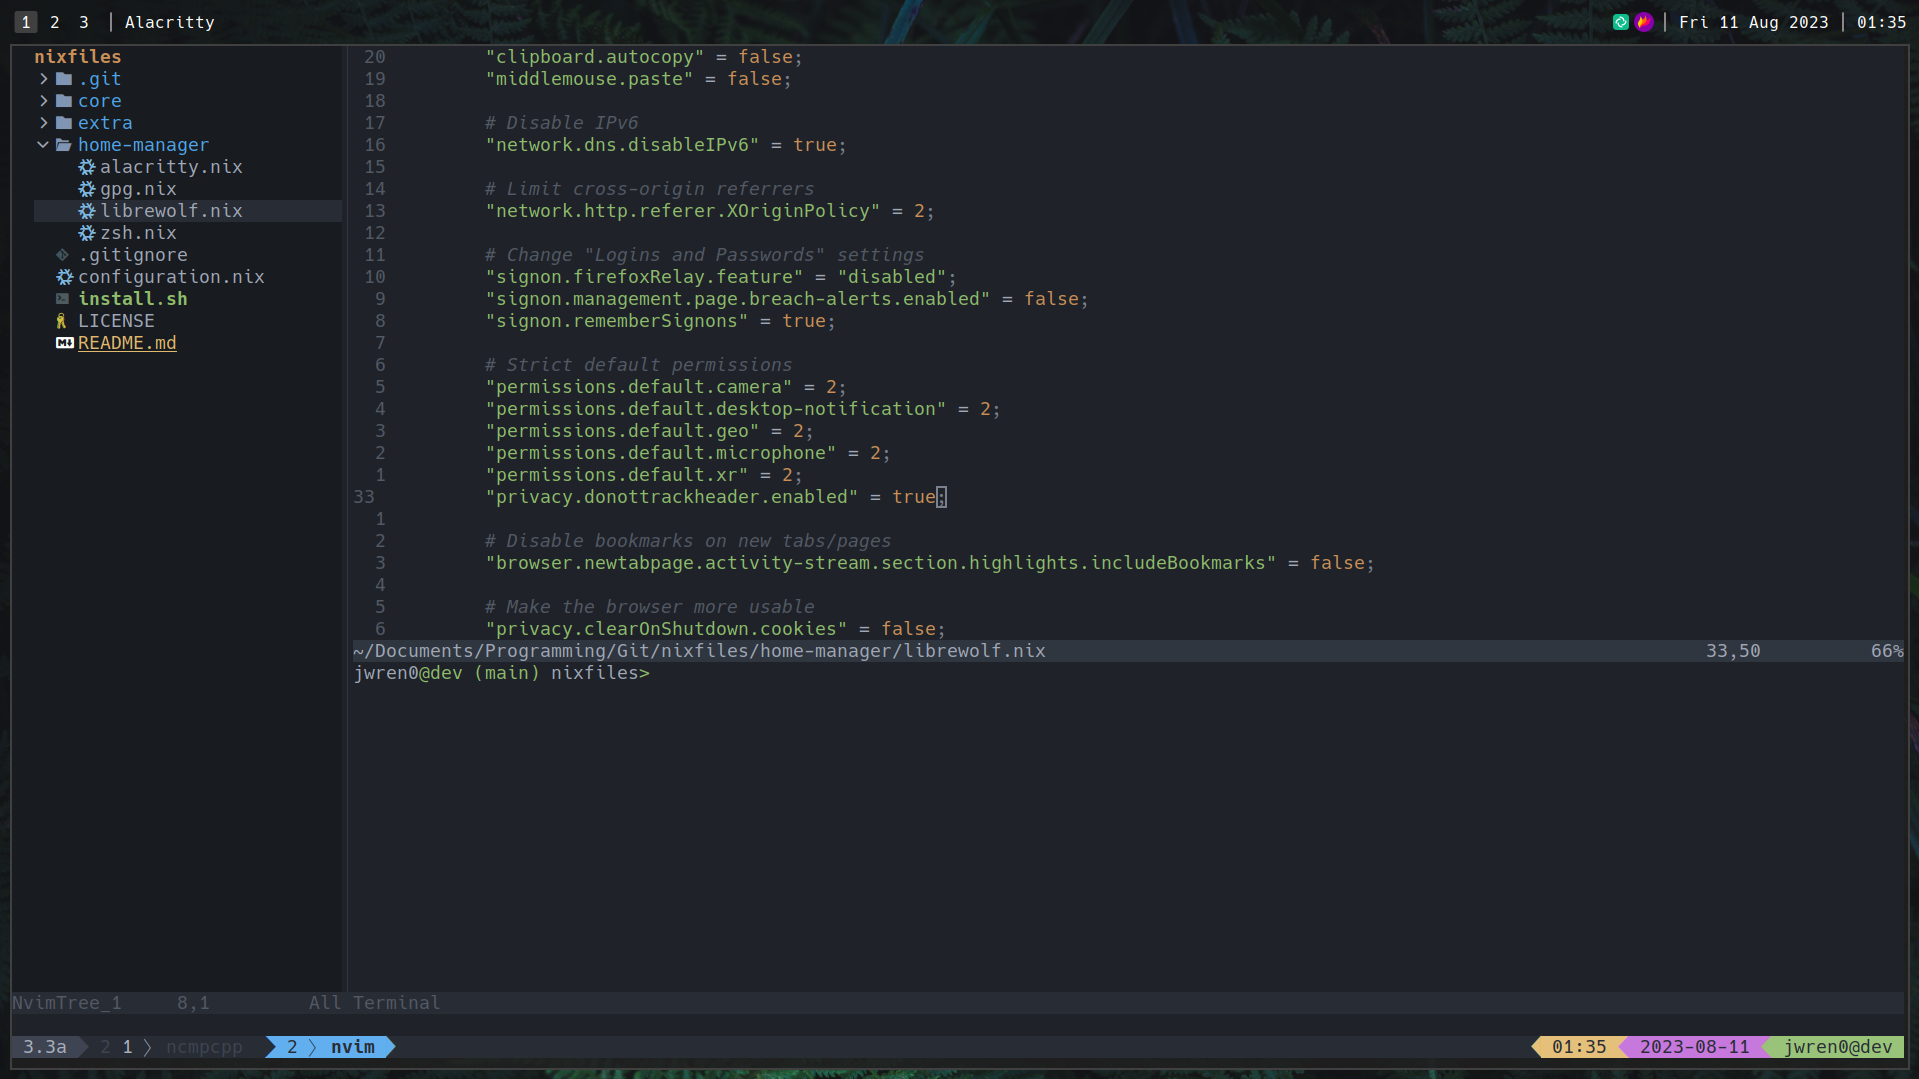 1 2 3 | Alacritty
Fri 11 Aug 2023 | 01:35
nixfiles
.git
core
extra
home-manager
alacritty.nix
gpg.nix
librewolf.nix
zsh.nix
.gitignore
configuration.nix
install.sh
LICENSE
README.md
20 "clipboard.autocopy" = false;
19 "middlemouse.paste" = false;
18
17 # Disable IPv6
16 "network.dns.disableIPv6" = true;
15
14 # Limit cross-origin referrers
13 "network.http.referer.XOriginPolicy" = 2;
12
11 # Change "Logins and Passwords" settings
10 "signon.firefoxRelay.feature" = "disabled";
9 "signon.management.page.breach-alerts.enabled" = false;
8 "signon.rememberSignons" = true;
7
6 # Strict default permissions
5 "permissions.default.camera" = 2;
4 "permissions.default.desktop-notification" = 2;
3 "permissions.default.geo" = 2;
2 "permissions.default.microphone" = 2;
1 "permissions.default.xr" = 2;
33 "privacy.donottrackheader.enabled" = true;
1
2 # Disable bookmarks on new tabs/pages
3 "browser.newtabpage.activity-stream.section.highlights.includeBookmarks" = false;
4
5 # Make the browser more usable
6 "privacy.clearOnShutdown.cookies" = false;
~/Documents/Programming/Git/nixfiles/home-manager/librewolf.nix 33,50 66%
jwren0@dev (main) nixfiles>
NvimTree_1 8,1 All Terminal
3.3a 2 1 ncmpcpp 2 nvim 01:35 2023-08-11 jwren0@dev